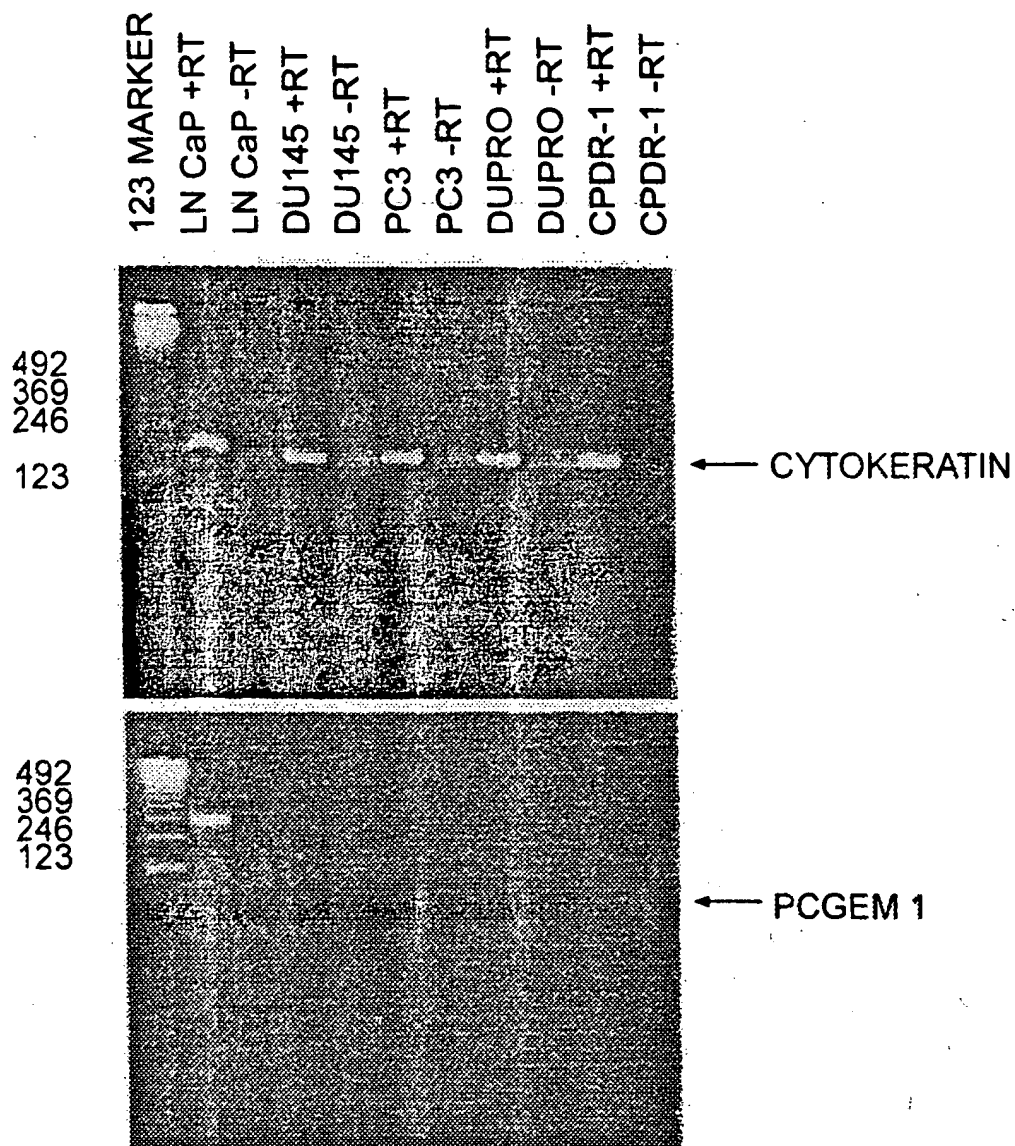 123 MARKER
LN CaP +RT
LN CaP -RT
DU145 +RT
DU145 -RT
PC3 +RT
PC3 -RT
DUPRO +RT
DUPRO -RT
CPDR-1 +RT
CPDR-1 -RT
492
369
246
123
CYTOKERATIN
492
369
246
123
PCGEM 1